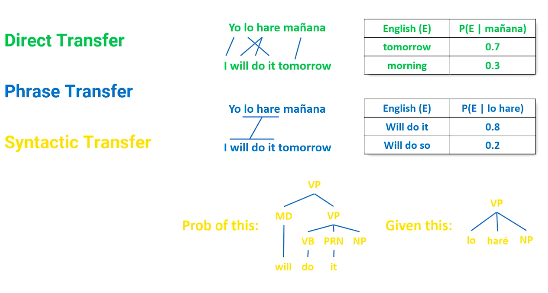 Direct Transfer
Yo lo hare mañana
I will do it tomorrow
English (E) P(E | mañana)
tomorrow 0.7
morning 0.3
Phrase Transfer
Yo lo hare mañana
I will do it tomorrow
English (E) P(E | lo hare)
Will do it 0.8
Will do so 0.2
Syntactic Transfer
Prob of this:
VP
MD VP
VB PRN NP
will do it
Given this:
VP
lo haré NP